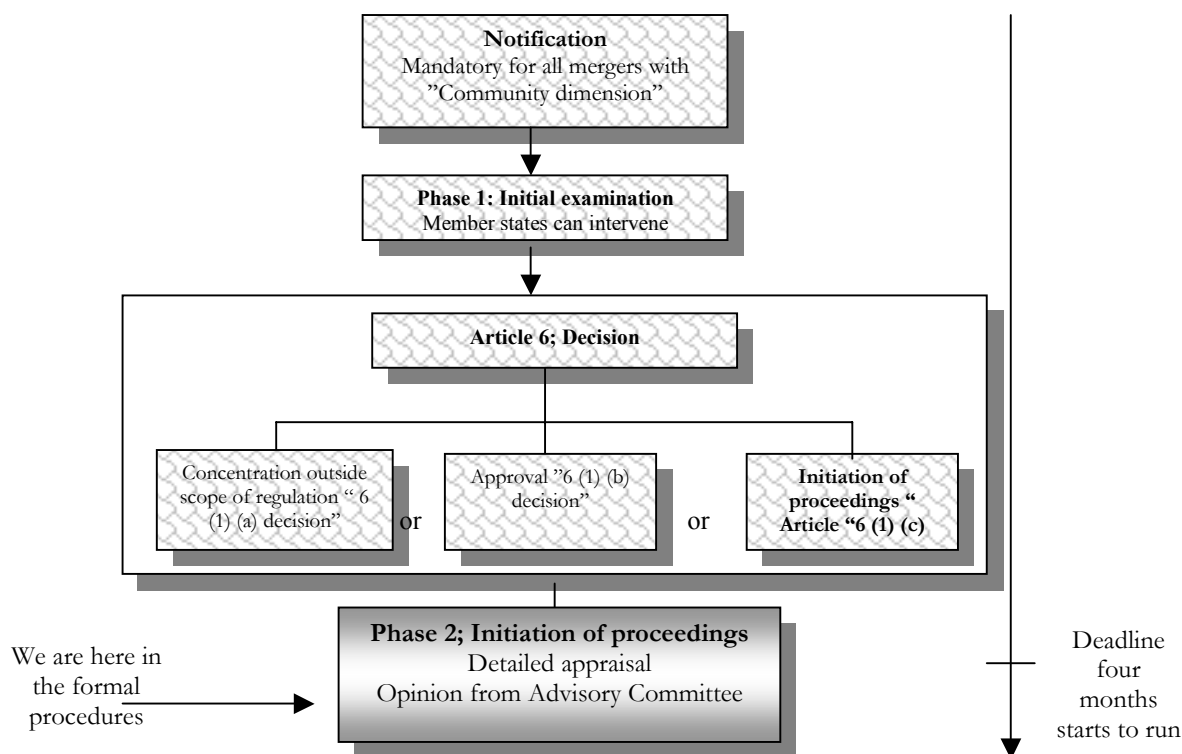 Notification
Mandatory for all mergers with
”Community dimension”
Phase 1: Initial examination
Member states can intervene
Article 6; Decision
Concentration outside
scope of regulation “ 6
(1) (a) decision”
or
Approval ”6 (1) (b)
decision”
or
Initiation of
proceedings “
Article “6 (1) (c)
Phase 2; Initiation of proceedings
Detailed appraisal
Opinion from Advisory Committee
We are here in
the formal
procedures
Deadline
four
months
starts to run